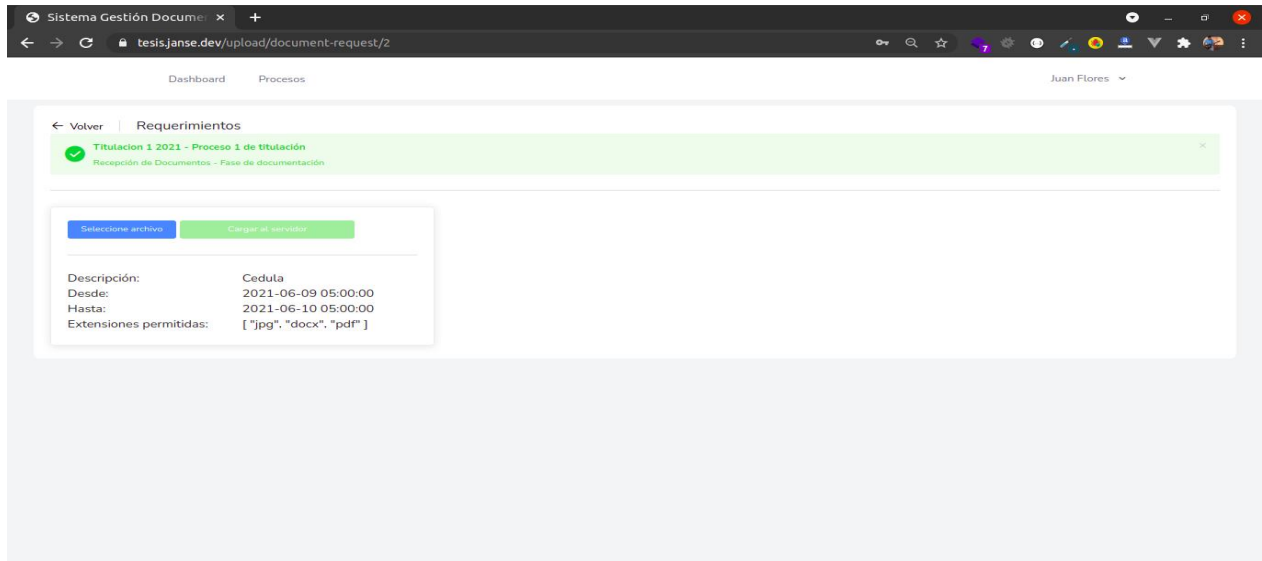 Sistema Gestión Documen
tesis.janse.dev/upload/document-request/2
7
Dashboard Procesos Juan Flores
Volver Requerimientos
Titulacion 1 2021 - Proceso 1 de titulación
Recepción de Documentos - Fase de documentación
Seleccione archivo Cargar al servidor
Descripción: Cedula
Desde: 2021-06-09 05:00:00
Hasta: 2021-06-10 05:00:00
Extensiones permitidas: [ "jpg", "docx", "pdf" ]